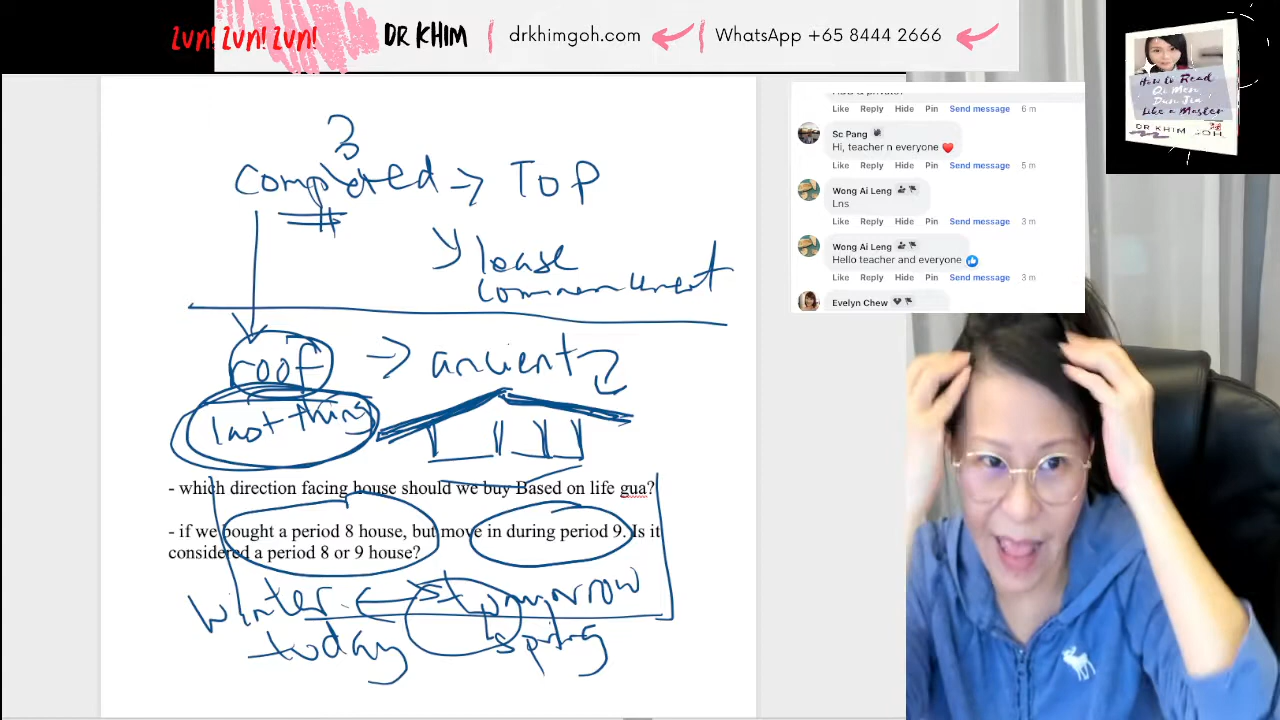 ZUN! ZUN! ZUN! DR KHIM drkhimgoh.com WhatsApp +65 8444 2666
How to Read
Qi Men
Dun Jia
Like a Master
DR KHIM GOH
Like Reply Hide Pin Send message 6 m
Sc Pang
Hi, teacher n everyone ❤️
Like Reply Hide Pin Send message 5 m
Wong Ai Leng
Lns
Like Reply Hide Pin Send message 3 m
Wong Ai Leng
Hello teacher and everyone 👍
Like Reply Hide Pin Send message 3 m
Evelyn Chew
3
completed → TOP
lease
commencement
roof → ancient
last thing
- which direction facing house should we buy Based on life gua?
- if we bought a period 8 house, but move in during period 9. Is it
considered a period 8 or 9 house?
Winter ↔ tomorrow
today spring